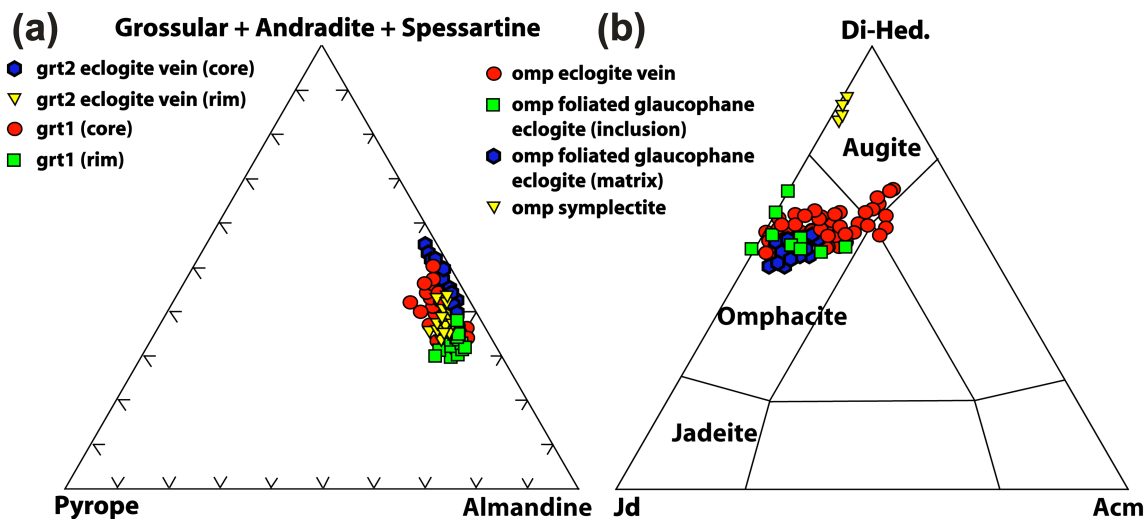 (a)
Grossular + Andradite + Spessartine
grt2 eclogite vein (core)
grt2 eclogite vein (rim)
grt1 (core)
grt1 (rim)
Pyrope
Almandine
(b)
Di-Hed.
omp eclogite vein
omp foliated glaucophane
eclogite (inclusion)
omp foliated glaucophane
eclogite (matrix)
omp symplectite
Augite
Omphacite
Jadeite
Jd
Acm